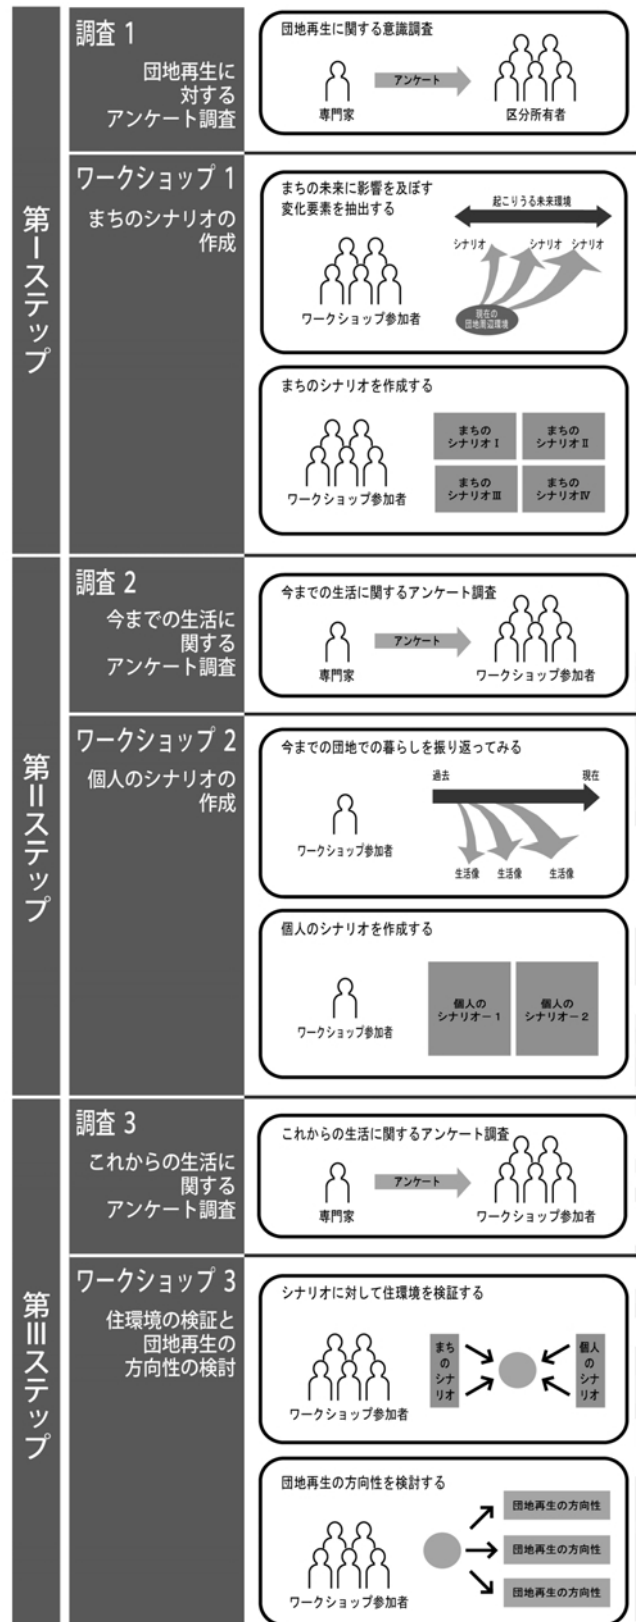 第Iステップ
調査 1
団地再生に
対する
アンケート調査
団地再生に関する意識調査
アンケート
専門家
区分所有者
ワークショップ 1
まちのシナリオの
作成
まちの未来に影響を及ぼす
変化要素を抽出する
起こりうる未来環境
シナリオ
シナリオ
シナリオ
現在の
団地周辺環境
ワークショップ参加者
まちのシナリオを作成する
まちの
シナリオⅠ
まちの
シナリオⅡ
まちの
シナリオⅢ
まちの
シナリオⅣ
ワークショップ参加者
第IIステップ
調査 2
今までの生活に
関する
アンケート調査
今までの生活に関するアンケート調査
アンケート
専門家
ワークショップ参加者
ワークショップ 2
個人のシナリオの
作成
今までの団地での暮らしを振り返ってみる
過去
現在
ワークショップ参加者
生活像
生活像
生活像
個人のシナリオを作成する
個人の
シナリオ－1
個人の
シナリオ－2
ワークショップ参加者
第IIIステップ
調査 3
これからの生活に
関する
アンケート調査
これからの生活に関するアンケート調査
アンケート
専門家
ワークショップ参加者
ワークショップ 3
住環境の検証と
団地再生の
方向性の検討
シナリオに対して住環境を検証する
まち
の
シナ
リオ
個人
の
シナ
リオ
ワークショップ参加者
団地再生の方向性を検討する
団地再生の方向性
団地再生の方向性
団地再生の方向性
ワークショップ参加者